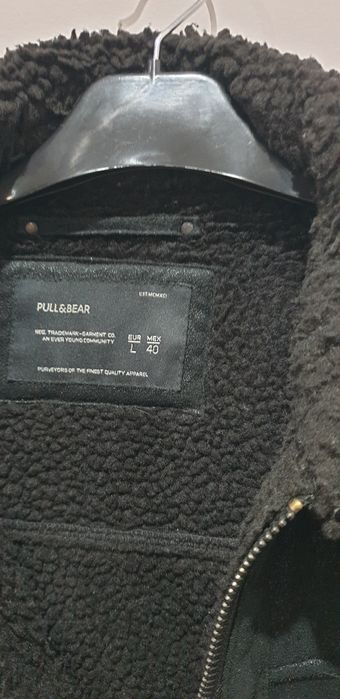 EST.MCMXCI
PULL&BEAR
REG. TRADEMARK-GARMENT CO.
AN EVER YOUNG COMMUNITY
EUR MEX
L 40
PURVEYORS OF THE FINEST QUALITY APPAREL